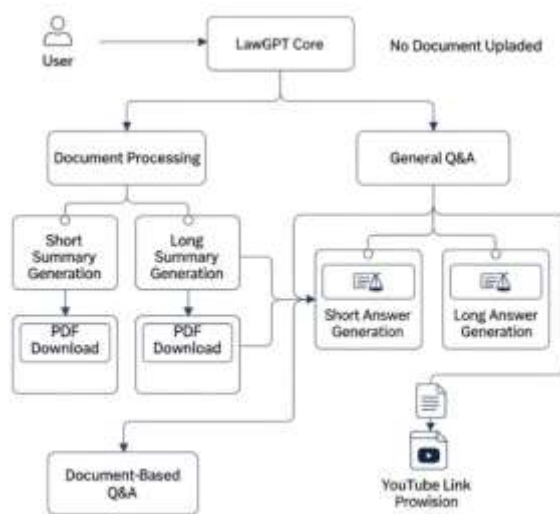 User
LawGPT Core
No Document Upladed
Document Processing
General Q&A
Short
Summary
Generation
Long
Summary
Generation
Short Answer
Generation
Long Answer
Generation
PDF
Download
PDF
Download
Document-Based
Q&A
YouTube Link
Prowision